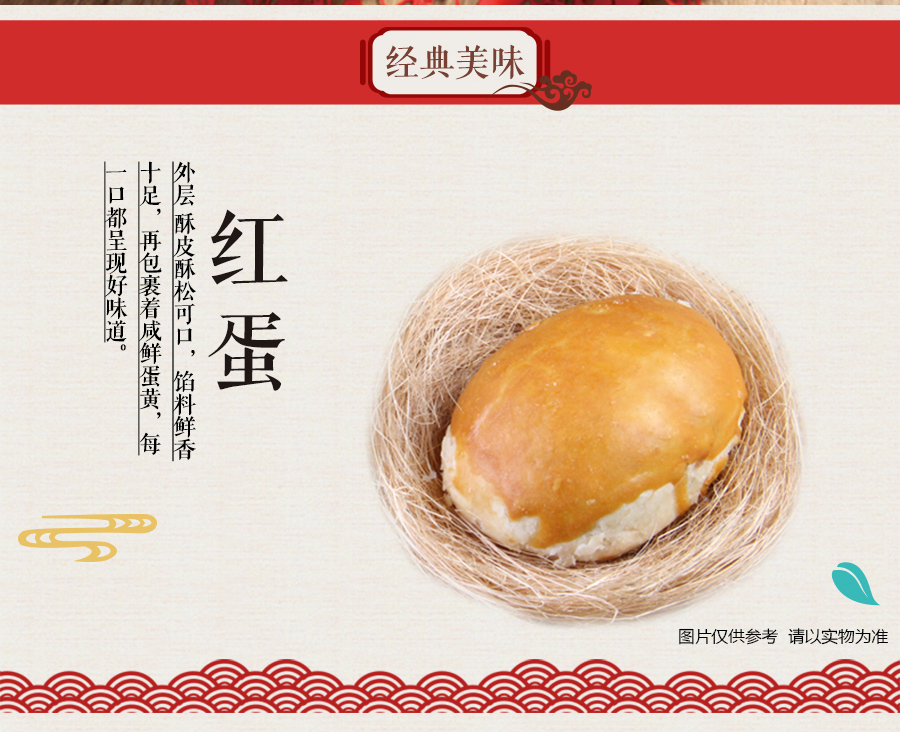 经典美味
红蛋
外层酥皮酥松可口，馅料鲜香
十足，再包裹着咸鲜蛋黄，每
一口都呈现好味道。
图片仅供参考 请以实物为准